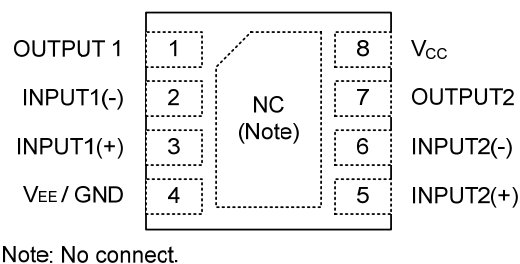 OUTPUT 1 1 8 VCC
INPUT1(-) 2 NC 7 OUTPUT2
(Note)
INPUT1(+) 3 6 INPUT2(-)
VEE / GND 4 5 INPUT2(+)
Note: No connect.